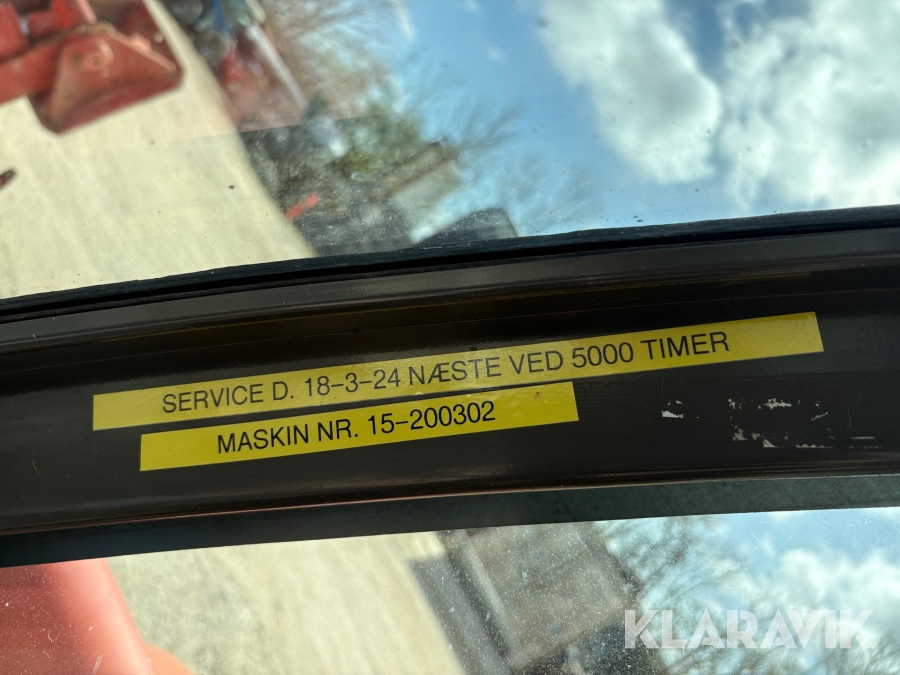 SERVICE D. 18-3-24 NÆSTE VED 5000 TIMER
MASKIN NR. 15-200302
KLARAVIK